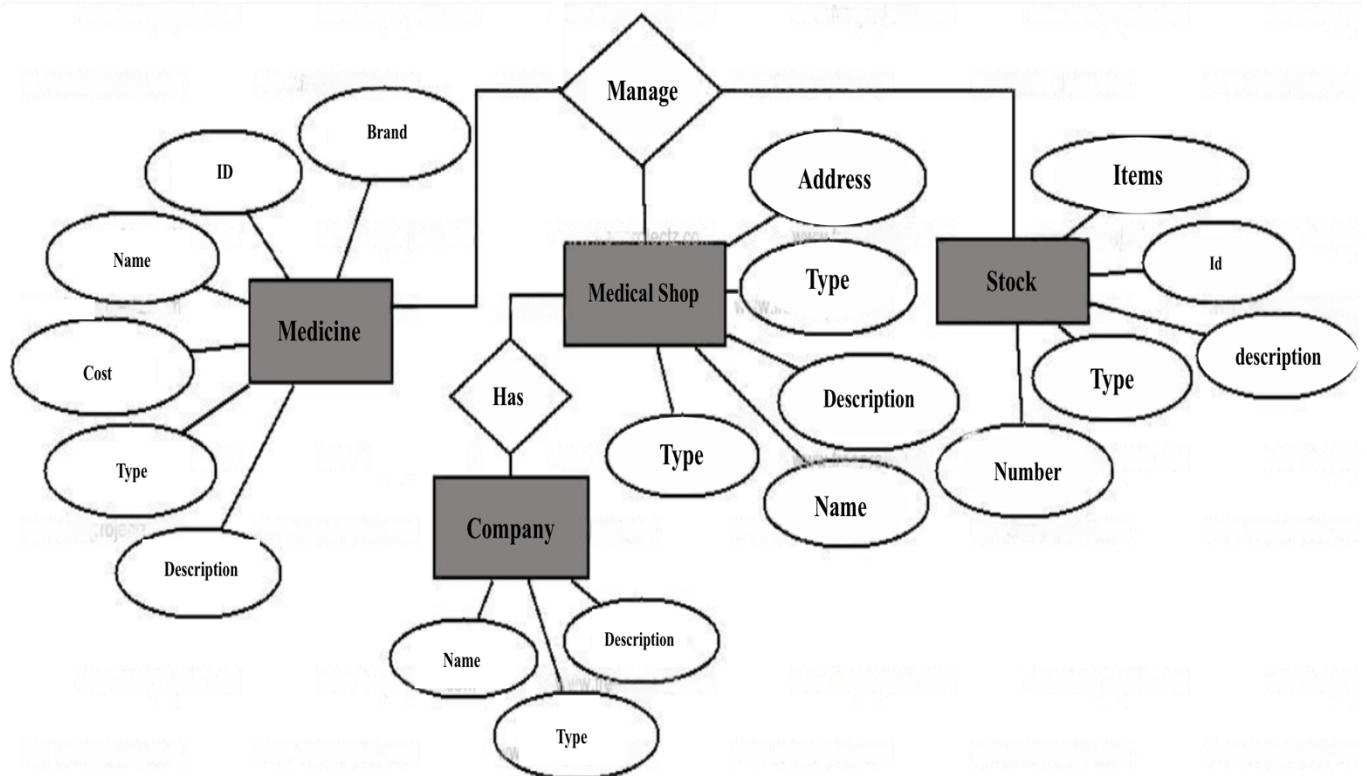 Manage
Brand
ID
Name
Cost
Type
Description
Medicine
Address
Type
Medical Shop
Description
Name
Type
Items
Id
Stock
description
Type
Number
Has
Company
Name
Description
Type